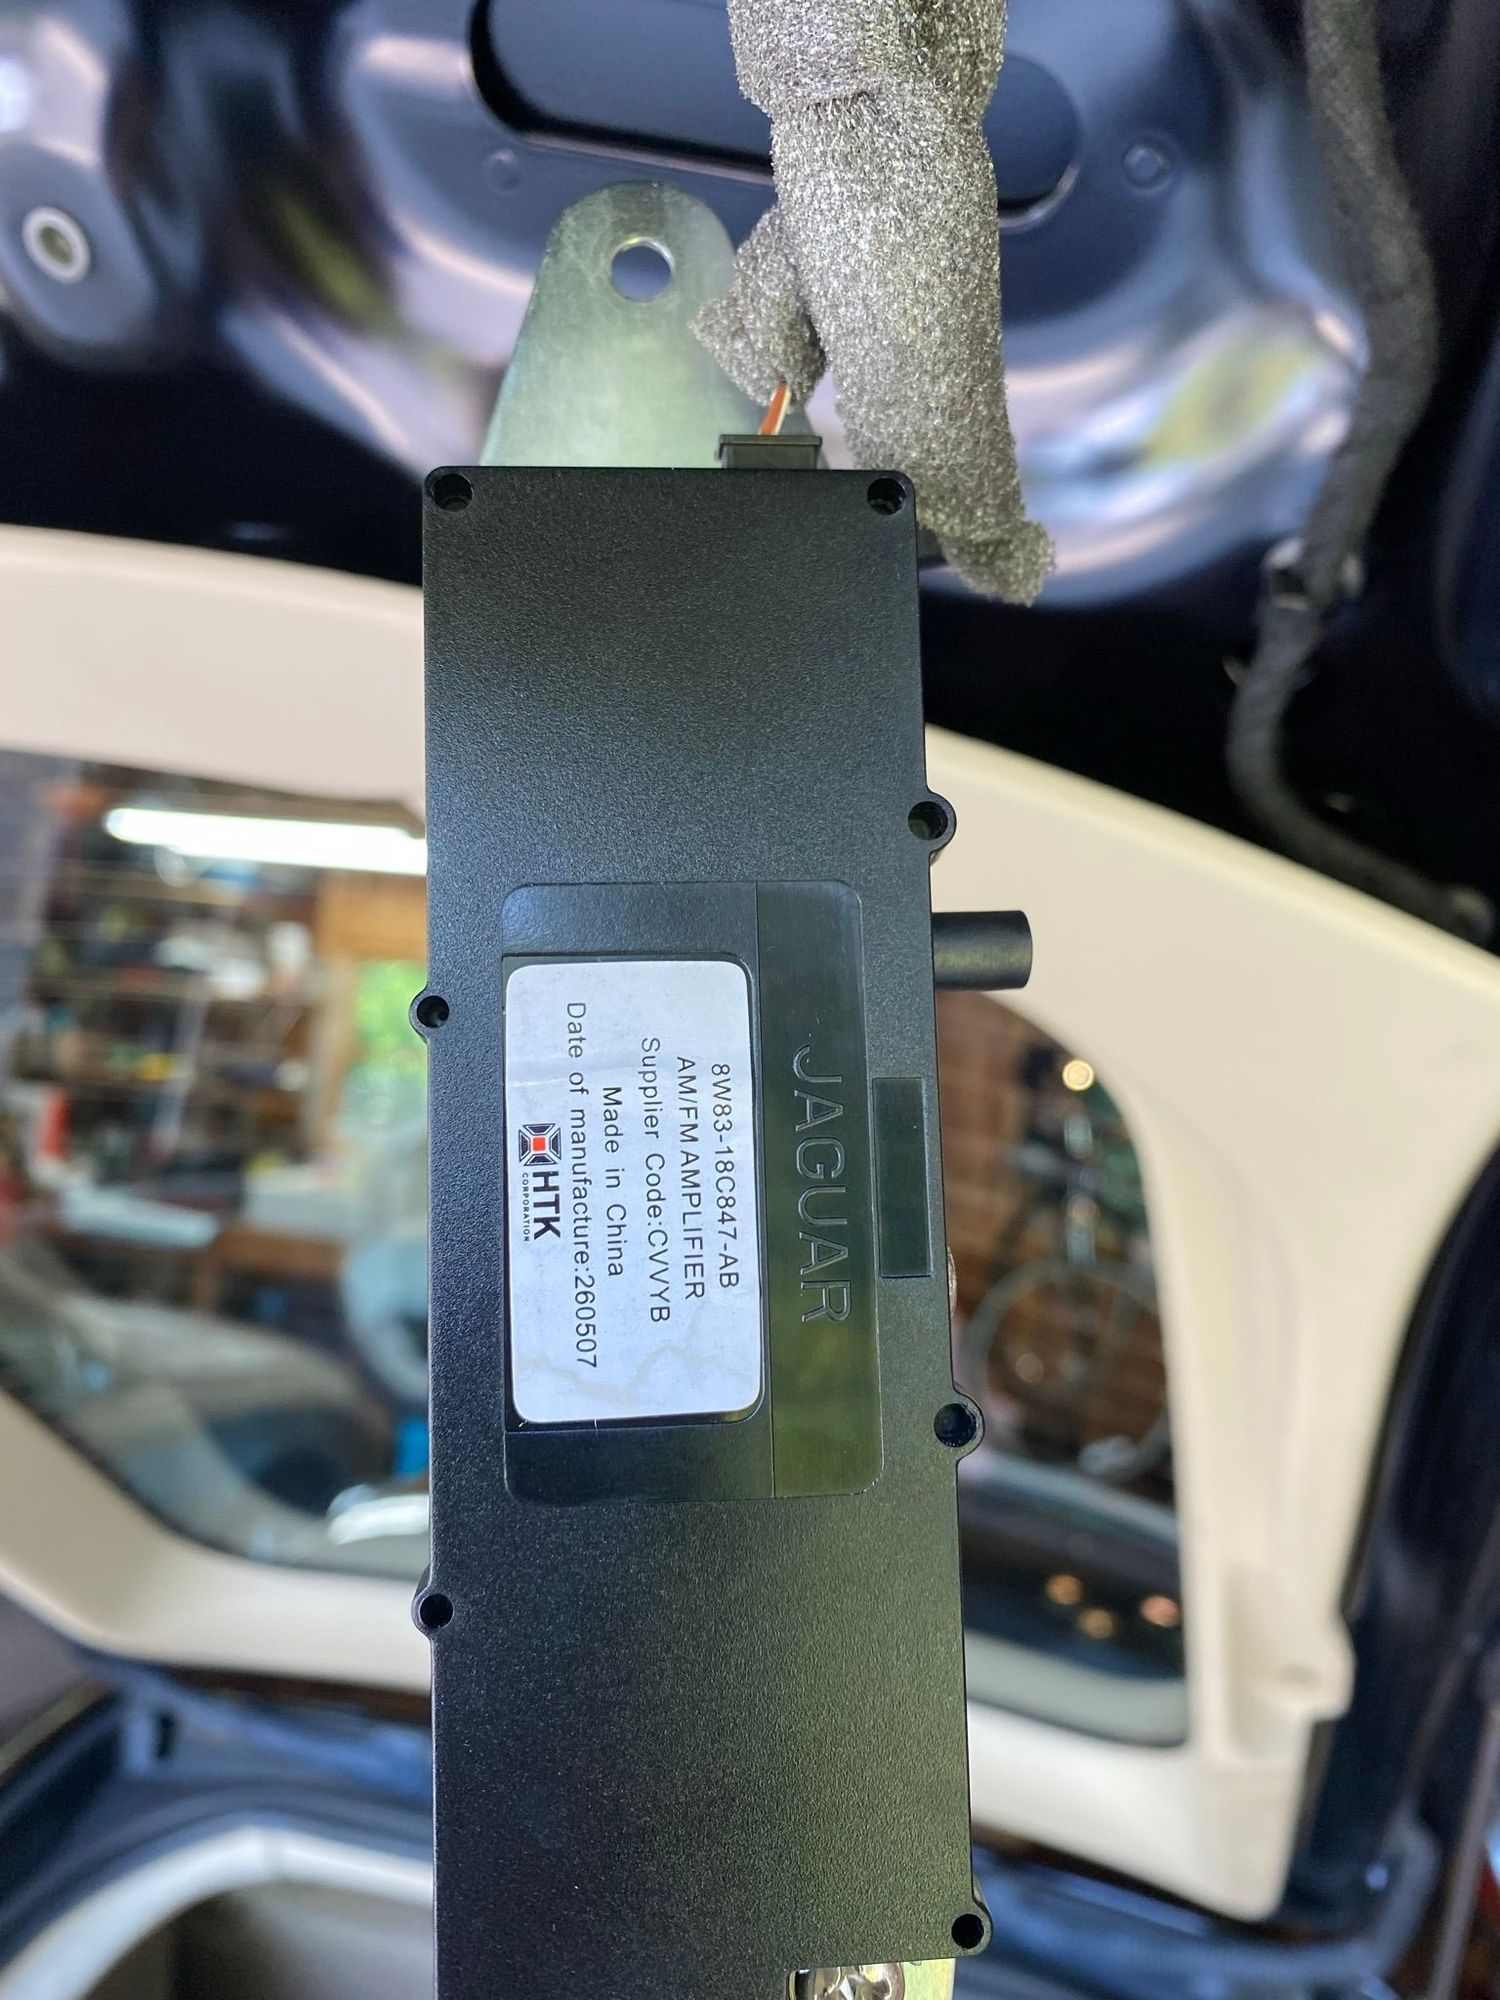 JAGUAR
8W83-18C847-AB
AM/FM AMPLIFIER
Supplier Code:CVVYB
Made in China
Date of manufacture:260507
HTK
CORPORATION